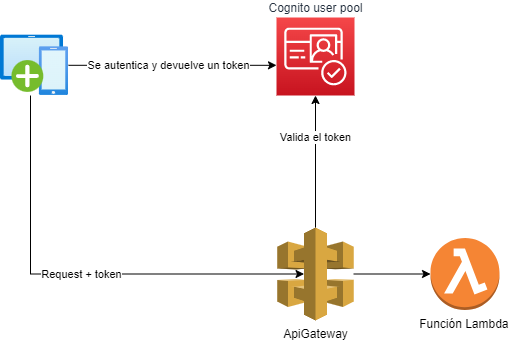 Cognito user pool
Se autentica y devuelve un token
Valida el token
Request + token
ApiGateway
Función Lambda